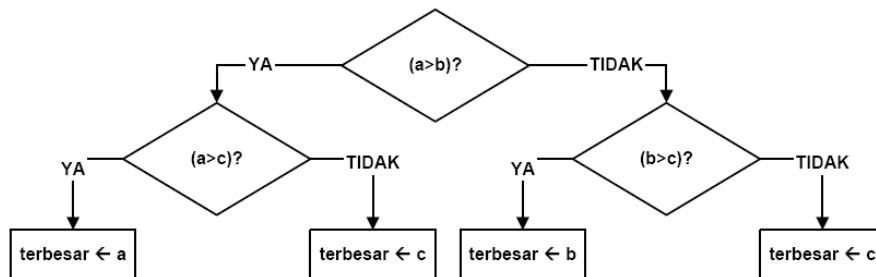 (a>b)?
YA
TIDAK
(a>c)?
YA
TIDAK
(b>c)?
YA
TIDAK
terbesar ← a
terbesar ← c
terbesar ← b
terbesar ← c